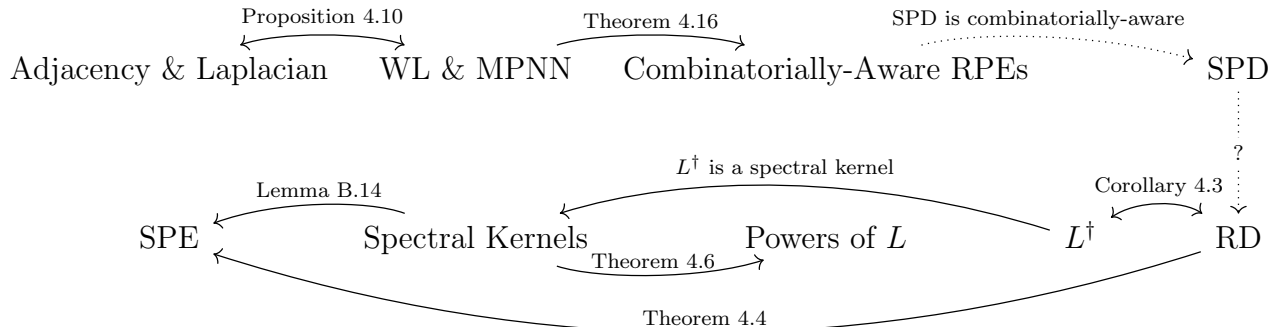 Proposition 4.10
Theorem 4.16
SPD is combinatorially-aware
Adjacency & Laplacian
WL & MPNN
Combinatorially-Aware RPEs
SPD
?
L† is a spectral kernel
Lemma B.14
Corollary 4.3
SPE
Spectral Kernels
Powers of L
L†
RD
Theorem 4.6
Theorem 4.4